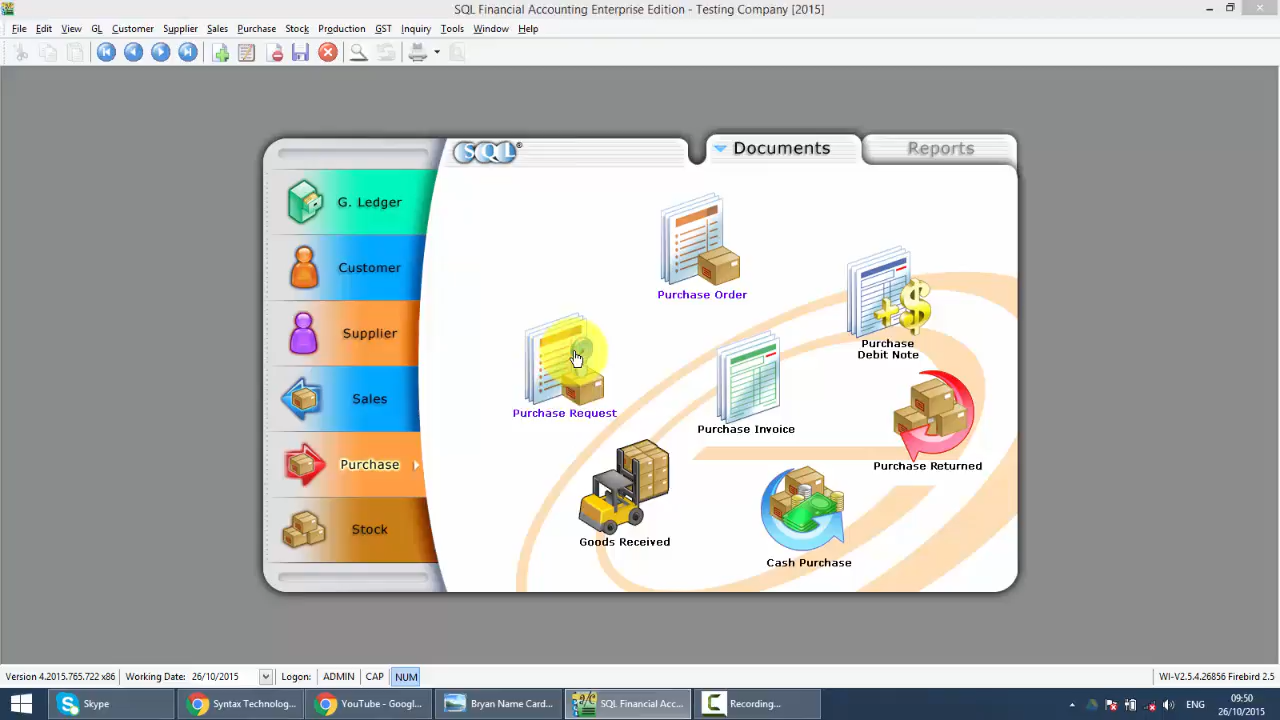 SQL Financial Accounting Enterprise Edition - Testing Company [2015]
File Edit View GL Customer Supplier Sales Purchase Stock Production GST Inquiry Tools Window Help
SQL®
Documents
Reports
G. Ledger
Customer
Supplier
Sales
Purchase
Stock
Purchase Order
Purchase
Debit Note
Purchase Request
Purchase Invoice
Purchase Returned
Goods Received
Cash Purchase
Version 4.2015.765.722 x86 Working Date: 26/10/2015 Logon: ADMIN CAP NUM WI-V2.5.4.26856 Firebird 2.5
Skype Syntax Technolog... YouTube - Googl... Bryan Name Card... SQL Financial Acc... Recording... ENG 09:50
26/10/2015